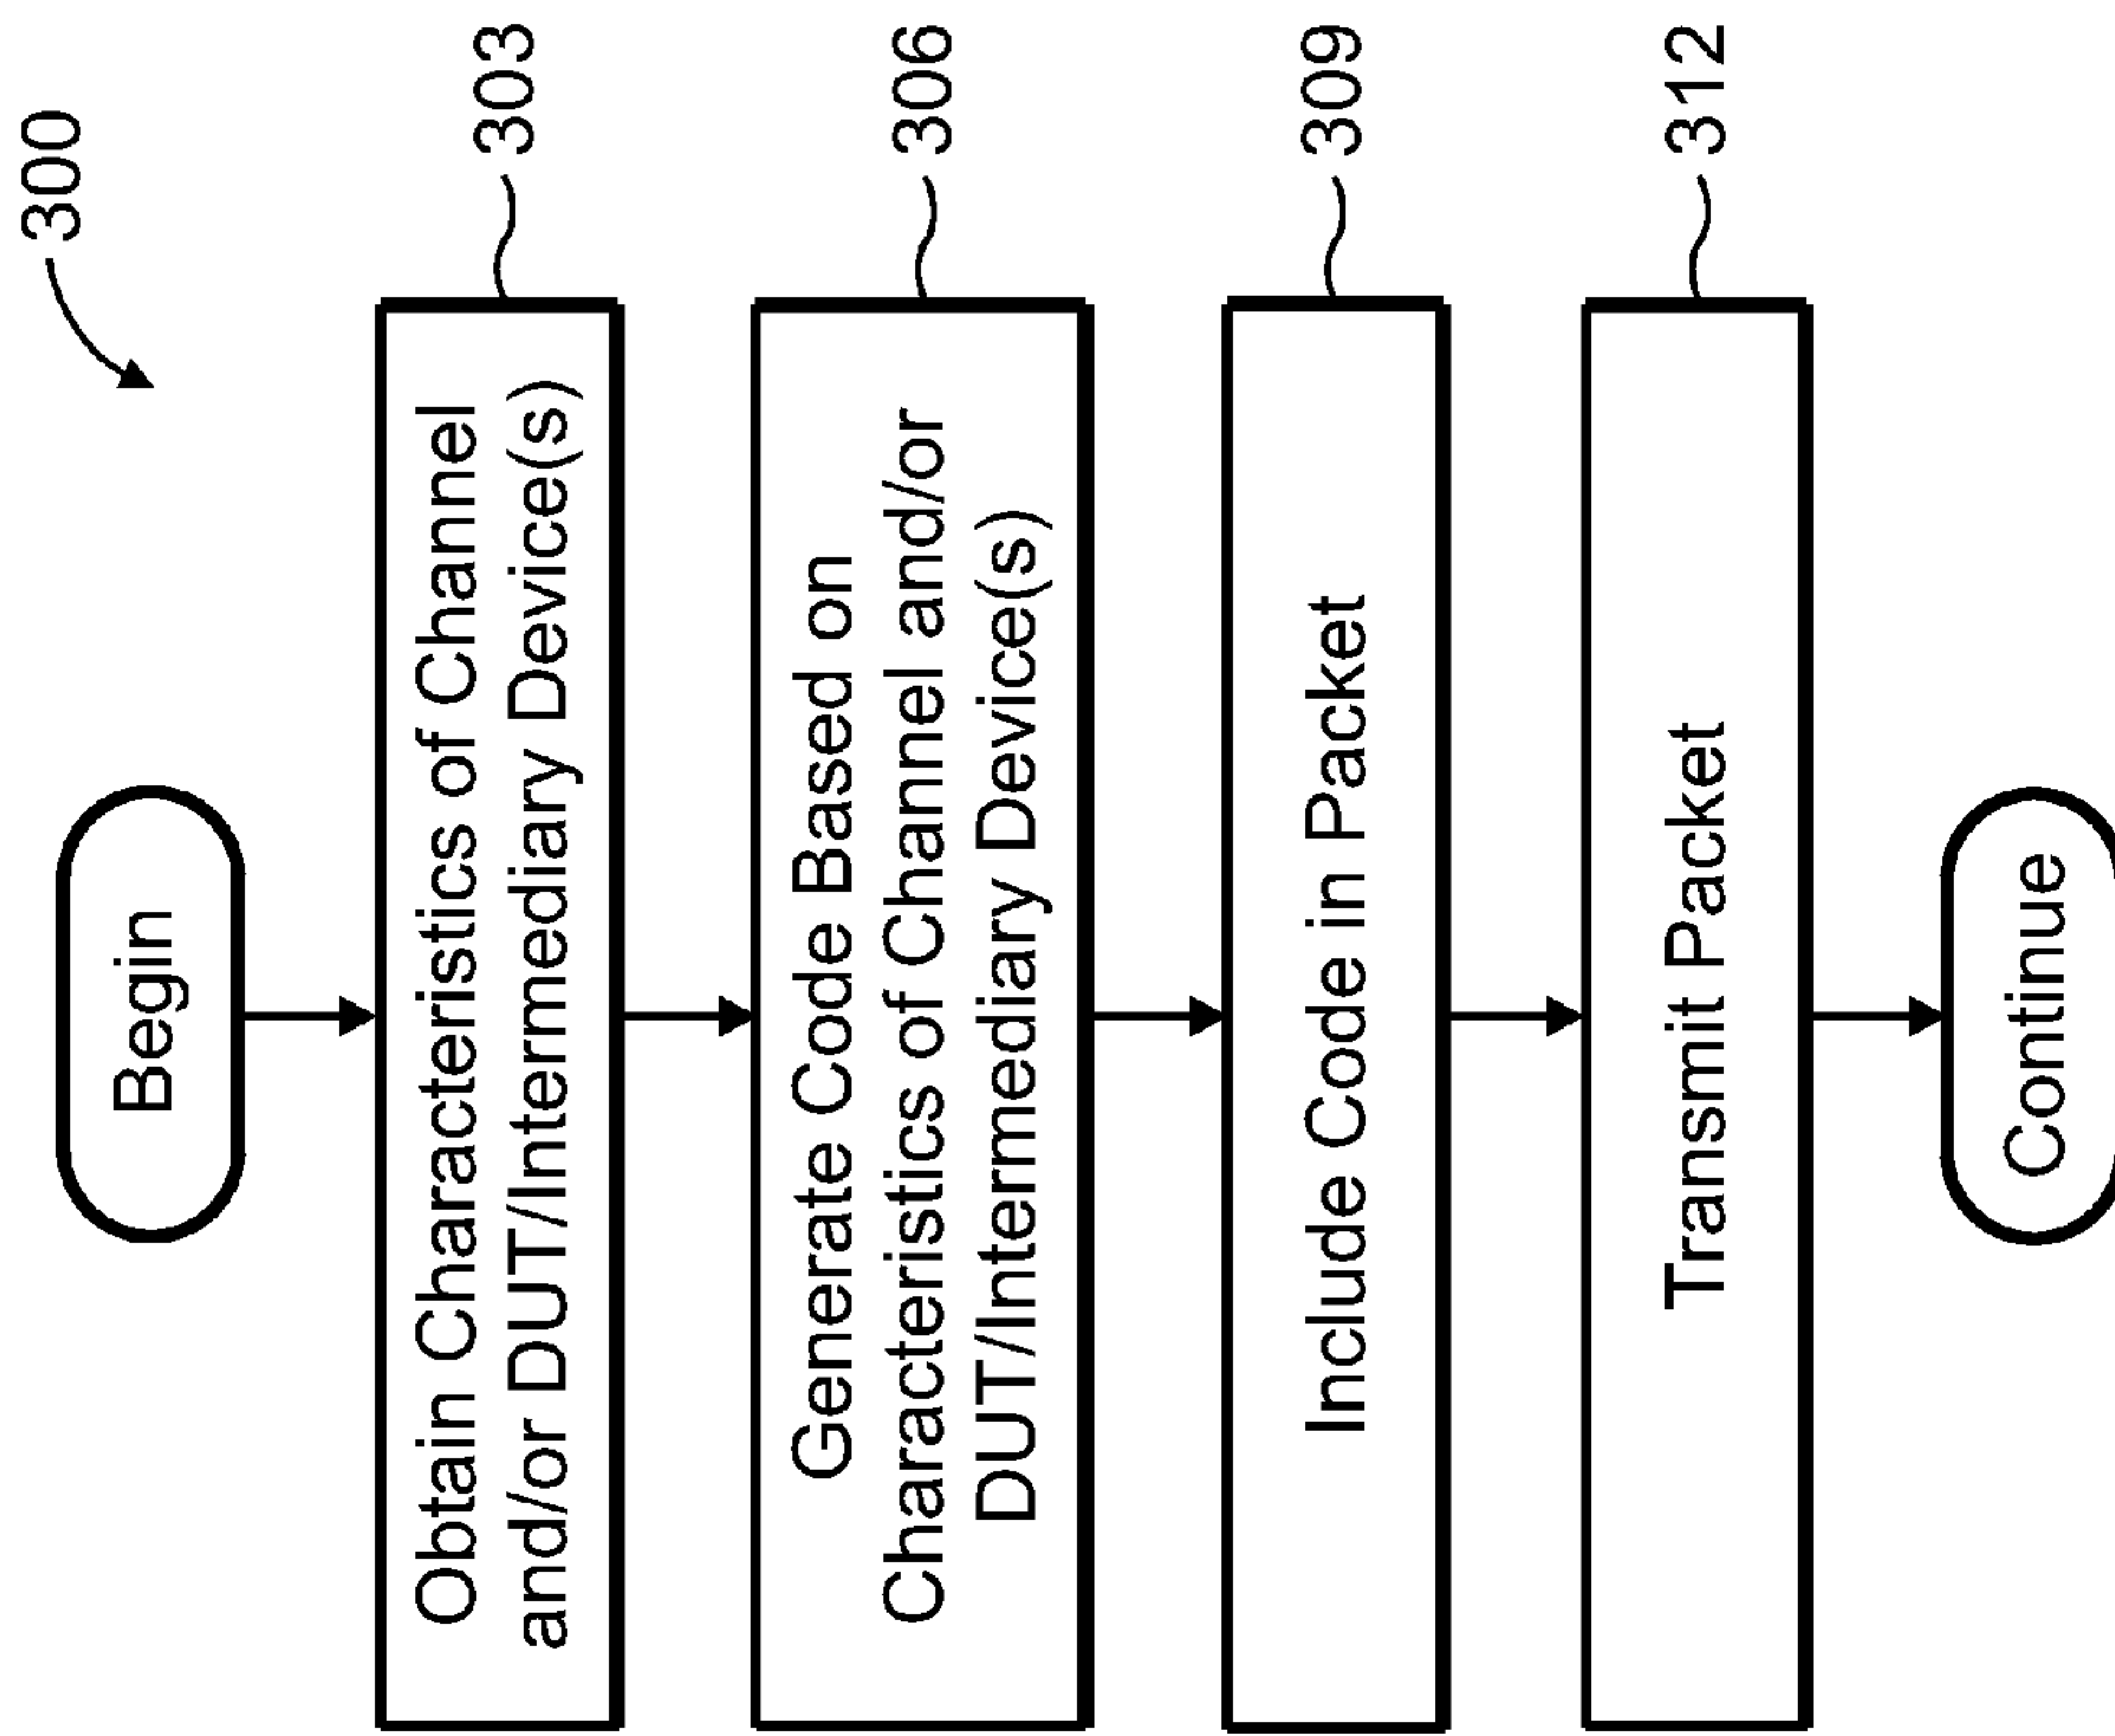 300
Begin
Obtain Characteristics of Channel
and/or DUT/Intermediary Device(s)
303
Generate Code Based on
Characteristics of Channel and/or
DUT/Intermediary Device(s)
306
Include Code in Packet
309
Transmit Packet
312
Continue